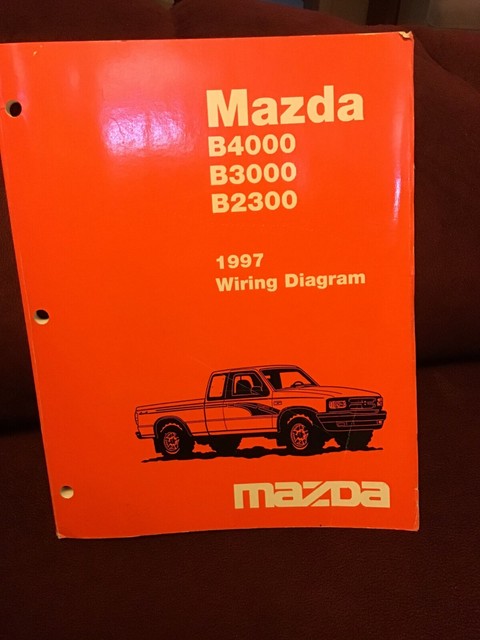 Mazda
B4000
B3000
B2300
1997
Wiring Diagram
mazda